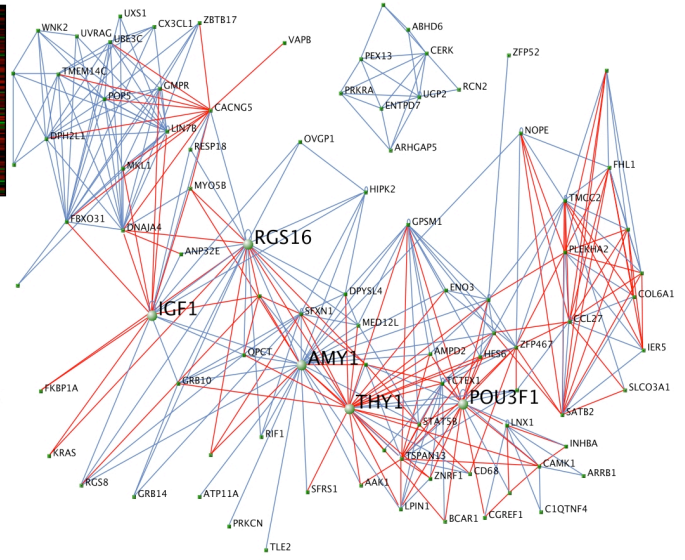 UXS1
WNK2
UVRAG
CX3CL1
ZBTB17
UBE3C
VAPB
ABHD6
PEX13
CERK
ZFP52
TMEM14C
GMPR
POP5
CACNG5
PRKRA
UGP2
RCN2
ENTPD7
DPH2L1
LIN7B
NOPE
RESP18
OVGP1
ARHGAP5
MKL1
FHL1
MYO5B
HIPK2
TMCC2
FBXO31
DNAJA4
GPSM1
RGS16
ANP32E
PLEKHA2
DPYSL4
ENO3
COL6A1
IGF1
SFXN1
MED12L
CCL27
QPCT
AMPD2
HES6
ZFP467
IER5
AMY1
GRB10
TCTEX1
FKBP1A
SLCO3A1
THY1
POU3F1
SATB2
STAT5B
LNX1
RIF1
INHBA
KRAS
TSPAN13
CAMK1
RGS8
AAK1
ZNRF1
CD68
ARRB1
GRB14
ATP11A
SFRS1
LPIN1
BCAR1
CGREF1
C1QTNF4
PRKCN
TLE2